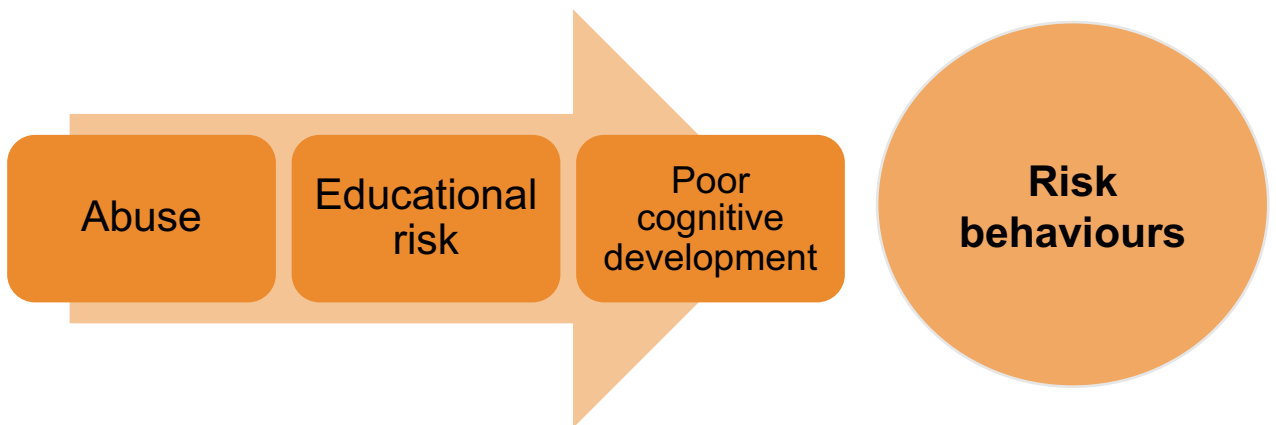 Abuse
Educational
risk
Poor
cognitive
development
Risk
behaviours